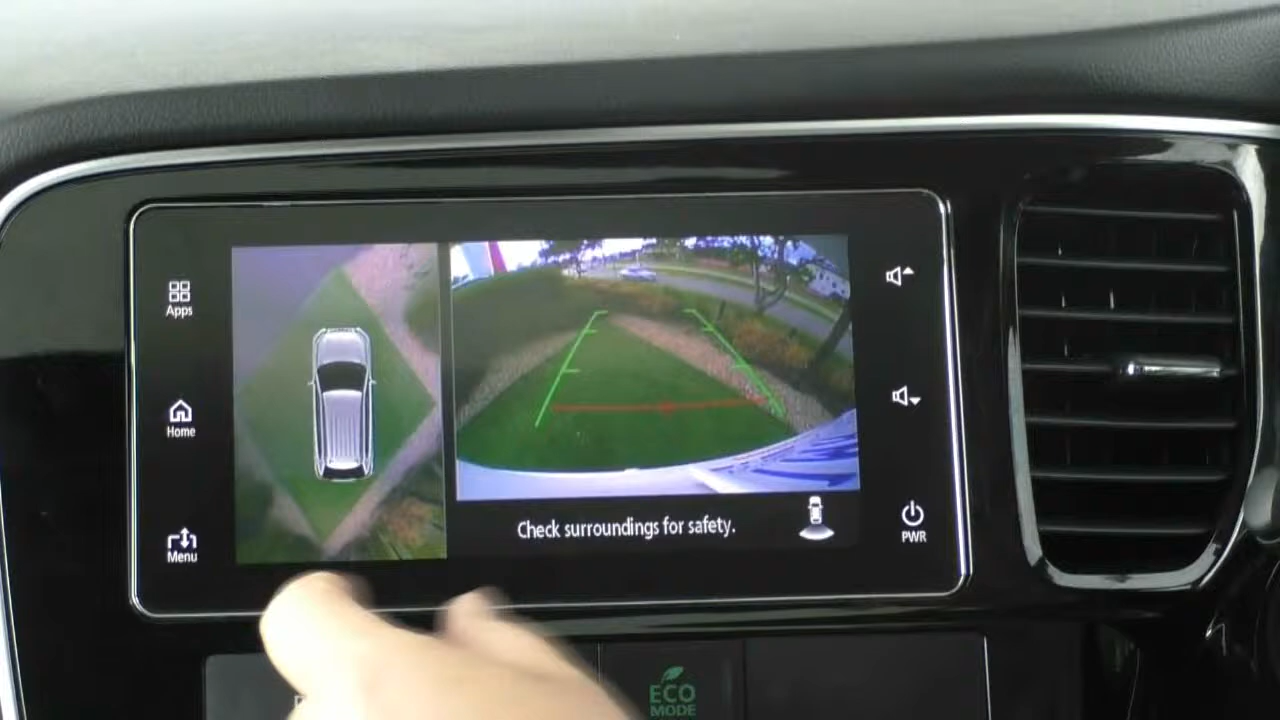 Apps
Home
Menu
Check surroundings for safety.
PWR
ECO
MODE